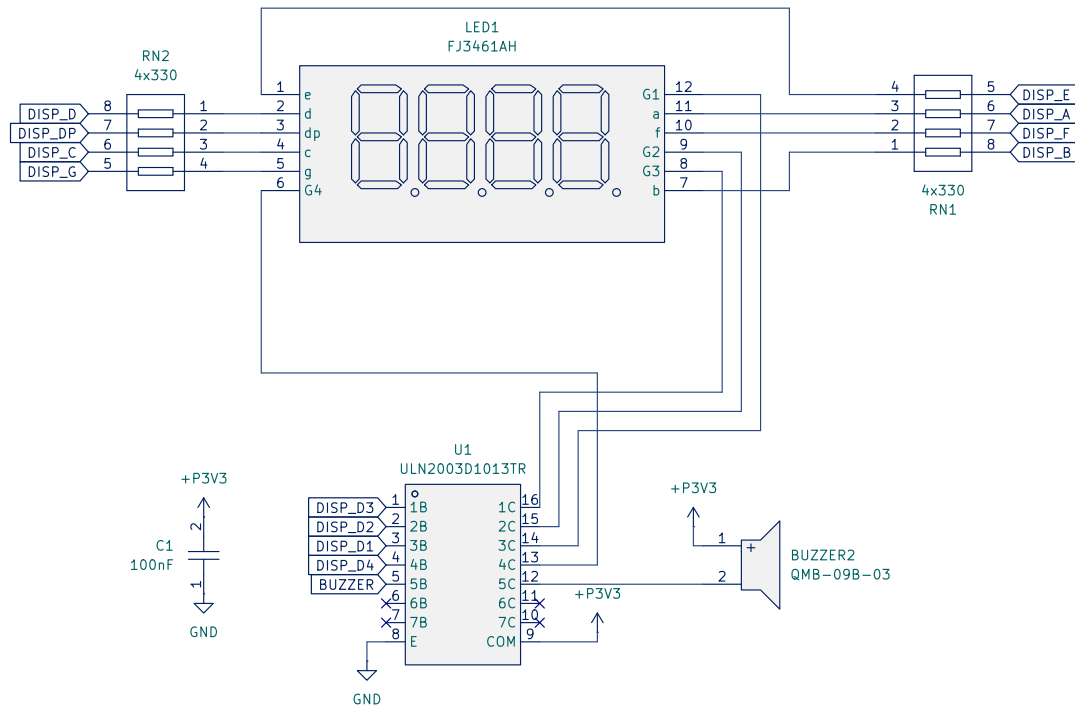 LED1
FJ3461AH
RN2
4x330
DISP_D 8 1
DISP_DP 7 2
DISP_C 6 3
DISP_G 5 4
1 e
2 d
3 dp
4 c
5 g
6 G4
G1 12
a 11
f 10
G2 9
G3 8
b 7
4 5 DISP_E
3 6 DISP_A
2 7 DISP_F
1 8 DISP_B
4x330
RN1
U1
ULN2003D1013TR
DISP_D3 1 1B 1C 16
DISP_D2 2 2B 2C 15
DISP_D1 3 3B 3C 14
DISP_D4 4 4B 4C 13
BUZZER 5 5B 5C 12
6 6B 6C 11
7 7B 7C 10
8 E COM 9
GND
+P3V3
2
C1
100nF
1
GND
+P3V3
1
+
2
BUZZER2
QMB-09B-03
+P3V3